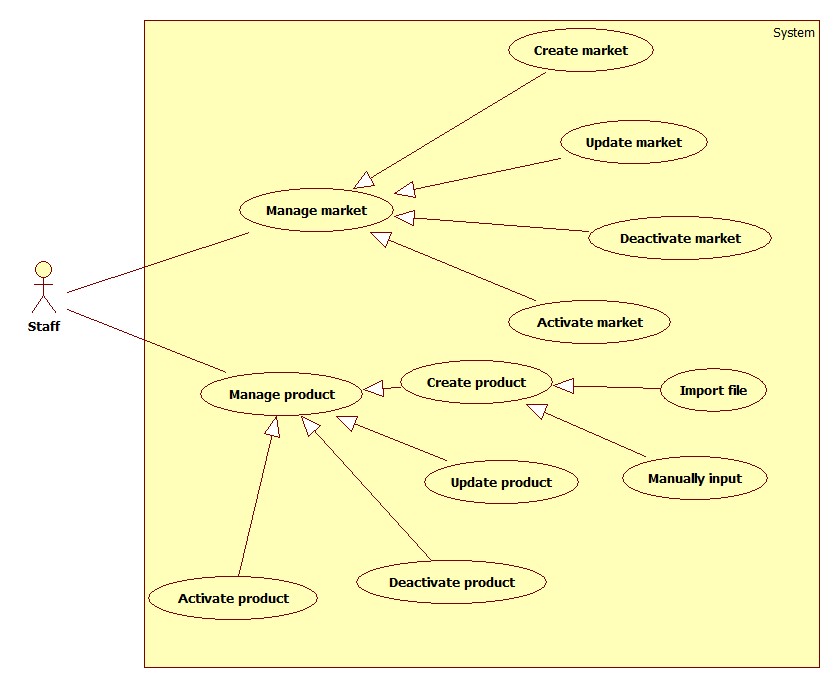 System
Create market
Update market
Manage market
Deactivate market
Staff
Activate market
Manage product
Create product
Import file
Update product
Manually input
Activate product
Deactivate product